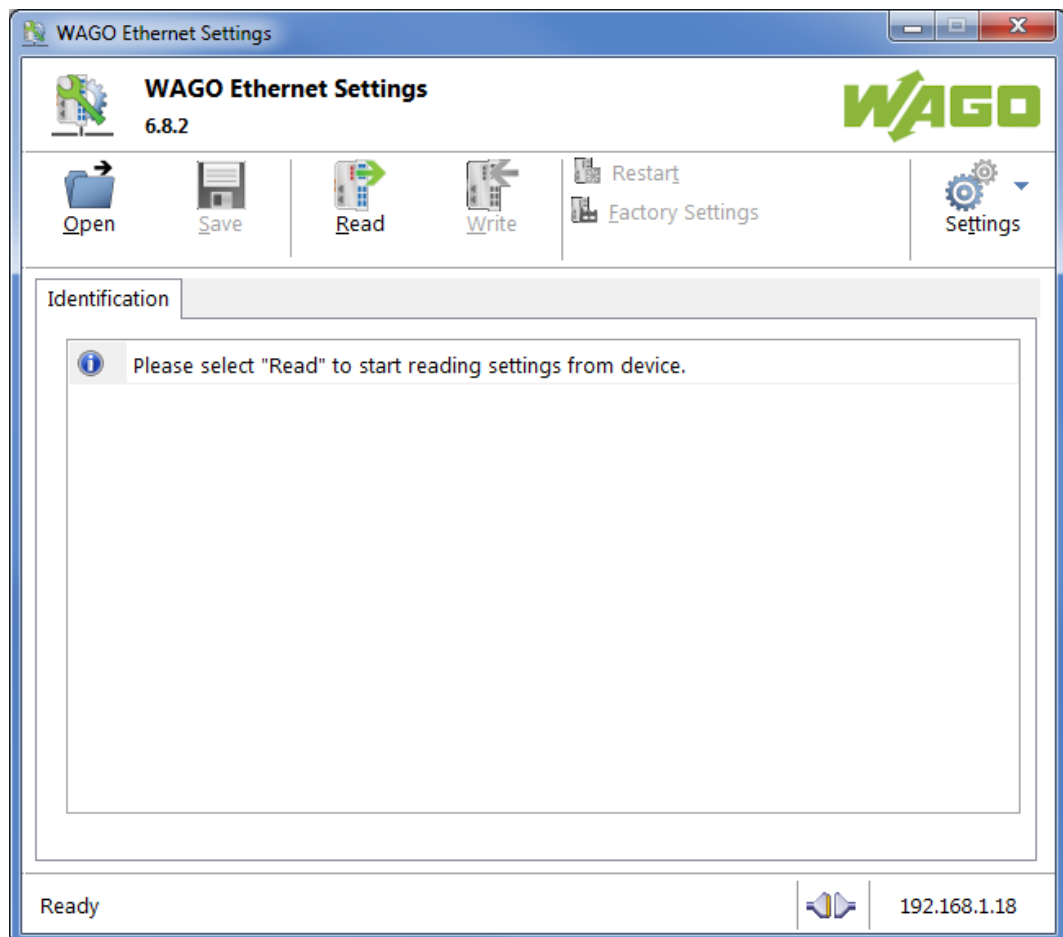 WAGO Ethernet Settings
WAGO Ethernet Settings
6.8.2
WAGO
Open
Save
Read
Write
Restart
Factory Settings
Settings
Identification
Please select "Read" to start reading settings from device.
Ready
192.168.1.18